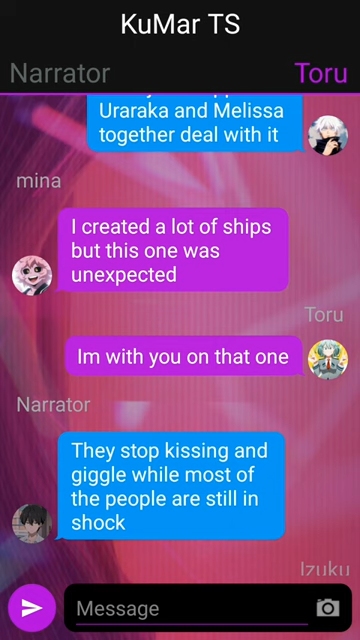 KuMar TS
Narrator
Toru
Uraraka and Melissa
together deal with it
mina
I created a lot of ships
but this one was
unexpected
Toru
Im with you on that one
Narrator
They stop kissing and
giggle while most of
the people are still in
shock
Izuku
Message